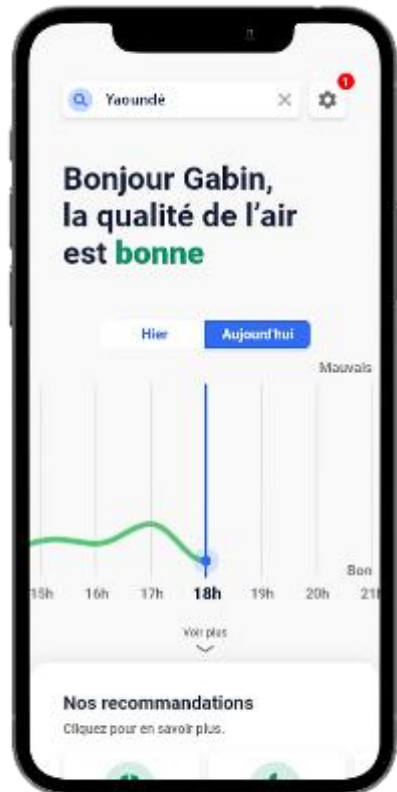 Yaoundé
1
Bonjour Gabin,
la qualité de l'air
est bonne
Hier Aujourd'hui
Mauvais
Bon
15h 16h 17h 18h 19h 20h 21h
Voir plus
Nos recommandations
Cliquez pour en savoir plus.